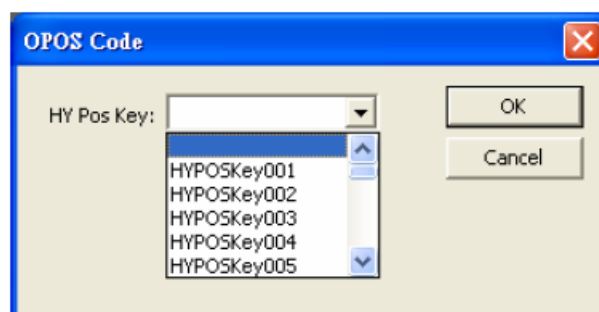 OPOS Code
HY Pos Key:
OK
Cancel
HYPOSKey001
HYPOSKey002
HYPOSKey003
HYPOSKey004
HYPOSKey005